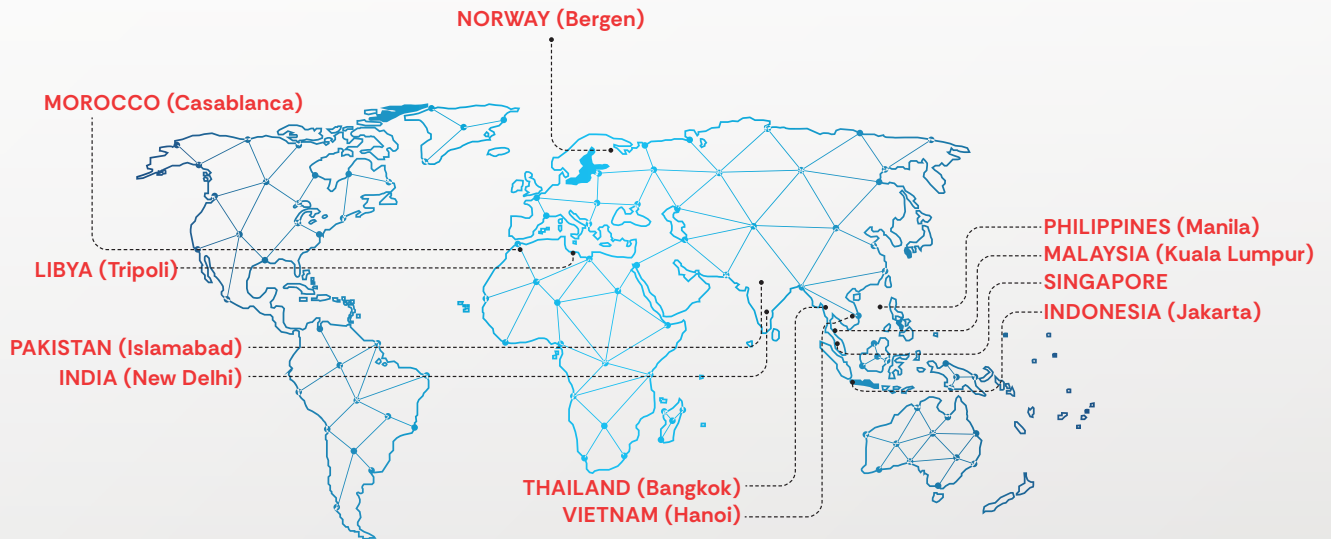 NORWAY (Bergen)
MOROCCO (Casablanca)
PHILIPPINES (Manila)
MALAYSIA (Kuala Lumpur)
LIBYA (Tripoli)
SINGAPORE
INDONESIA (Jakarta)
PAKISTAN (Islamabad)
INDIA (New Delhi)
THAILAND (Bangkok)
VIETNAM (Hanoi)